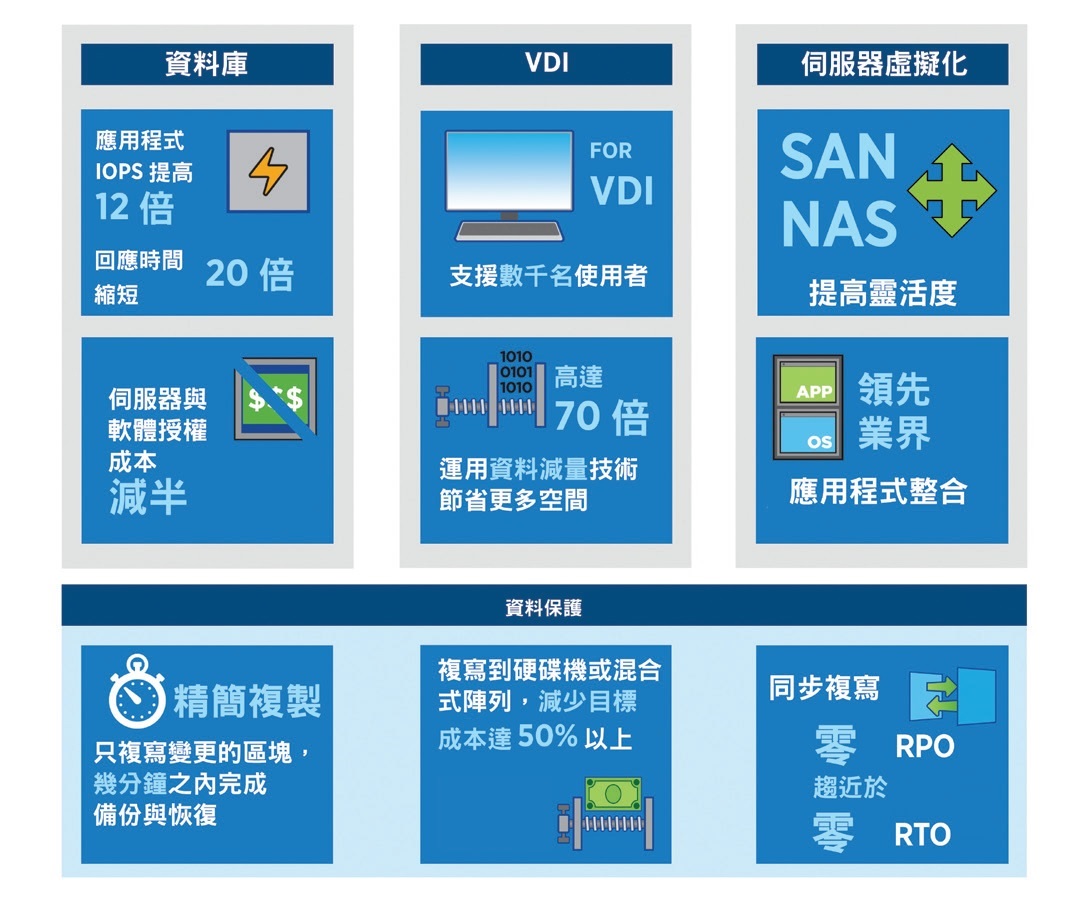 資料庫
應用程式
IOPS 提高
12 倍
回應時間
縮短
20 倍
伺服器與
軟體授權
成本
減半
$$$
VDI
FOR
VDI
支援數千名使用者
1010
0101
1010
高達
70 倍
運用資料減量技術
節省更多空間
伺服器虛擬化
SAN
NAS
提高靈活度
APP
OS
領先
業界
應用程式整合
資料保護
精簡複製
只複寫變更的區塊，
幾分鐘之內完成
備份與恢復
複寫到硬碟機或混合
式陣列，減少目標
成本達 50% 以上
同步複寫
零 RPO
趨近於
零 RTO